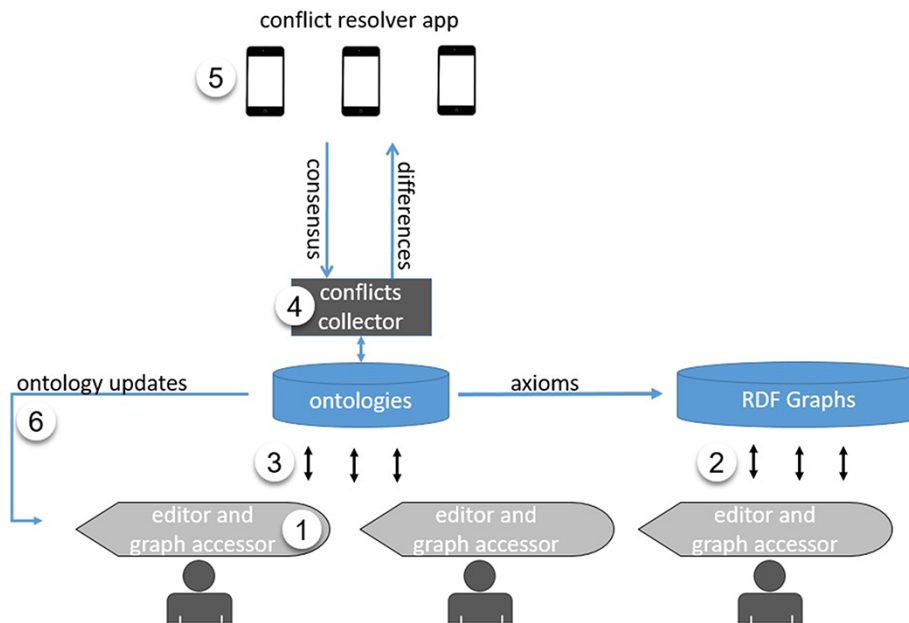 conflict resolver app
5
consensus
differences
4
conflicts
collector
ontology updates
ontologies
axioms
RDF Graphs
6
3
2
editor and
graph accessor
1
editor and
graph accessor
editor and
graph accessor